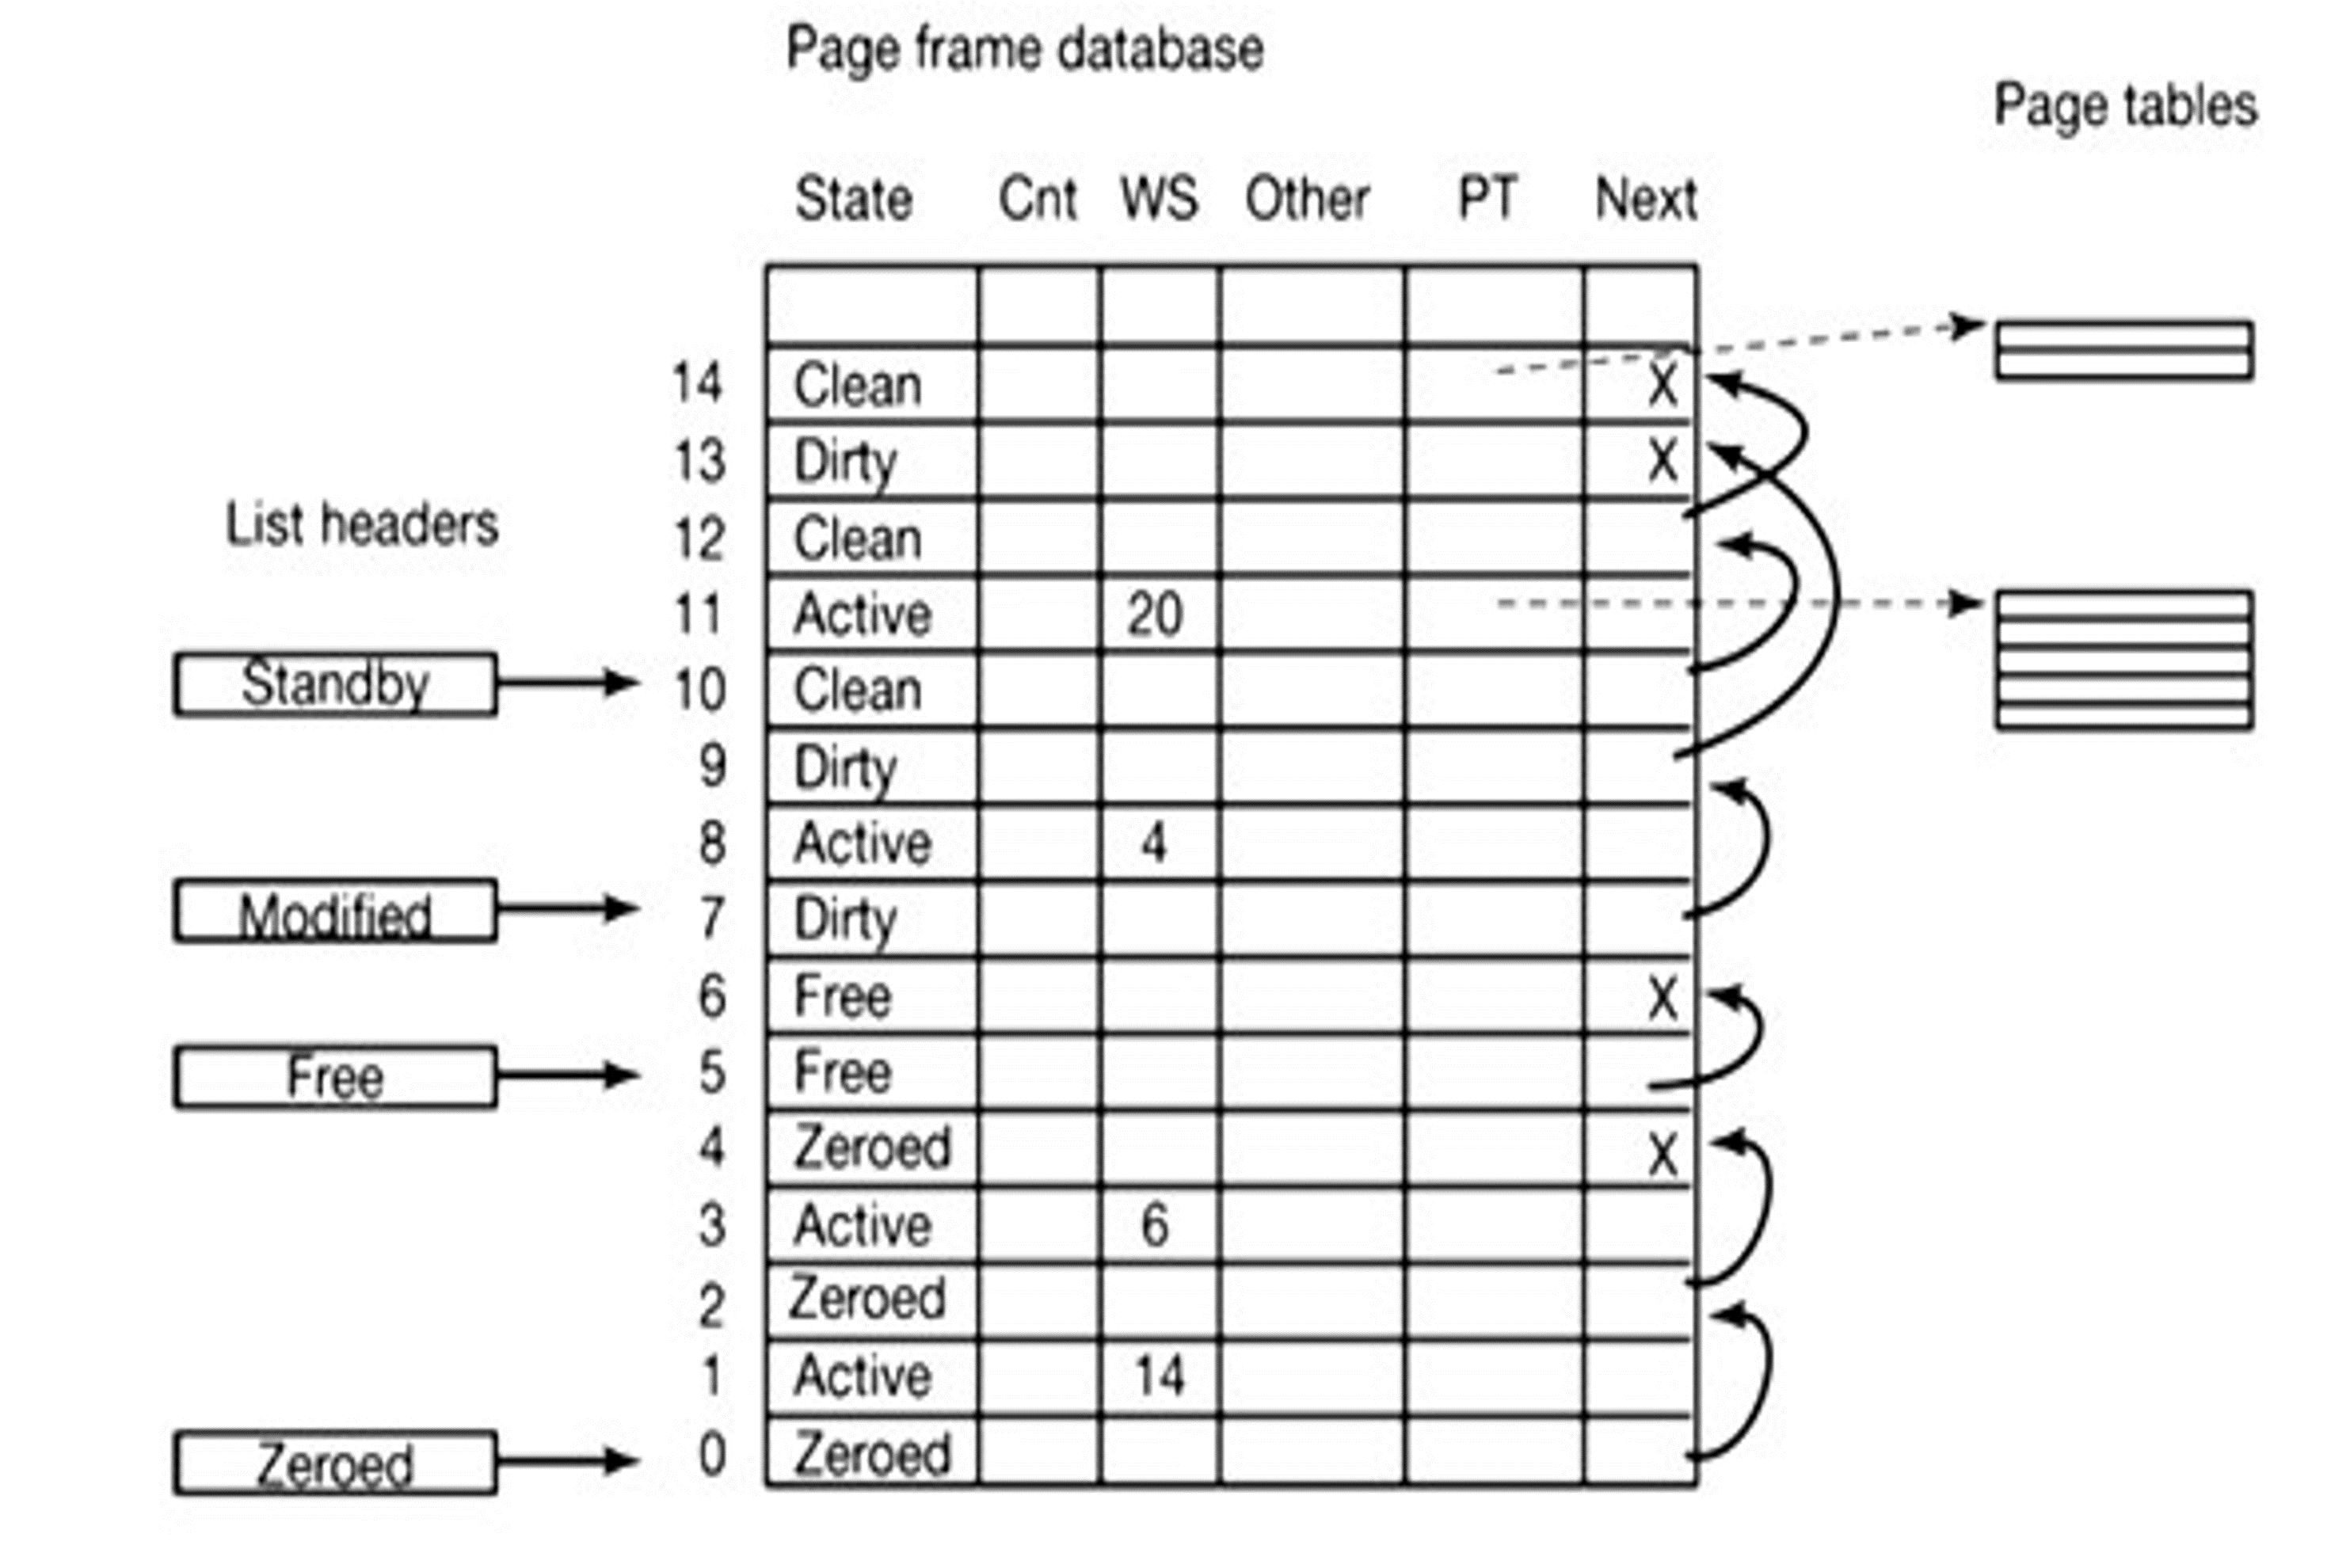 Page frame database
Page tables
State Cnt WS Other PT Next
14 Clean X
13 Dirty X
List headers
12 Clean
11 Active 20
Standby 10 Clean
9 Dirty
8 Active 4
Modified 7 Dirty
6 Free X
Free 5 Free
4 Zeroed X
3 Active 6
2 Zeroed
1 Active 14
Zeroed 0 Zeroed